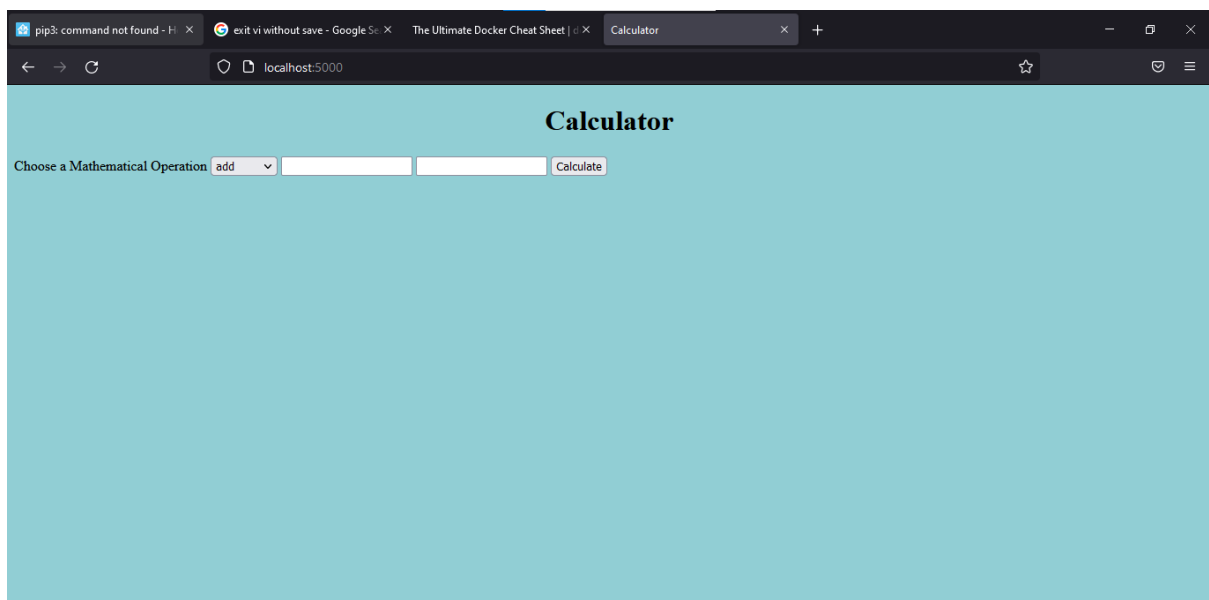 pip3: command not found - H
exit vi without save - Google Se
The Ultimate Docker Cheat Sheet | d
Calculator
localhost:5000
Calculator
Choose a Mathematical Operation add Calculate